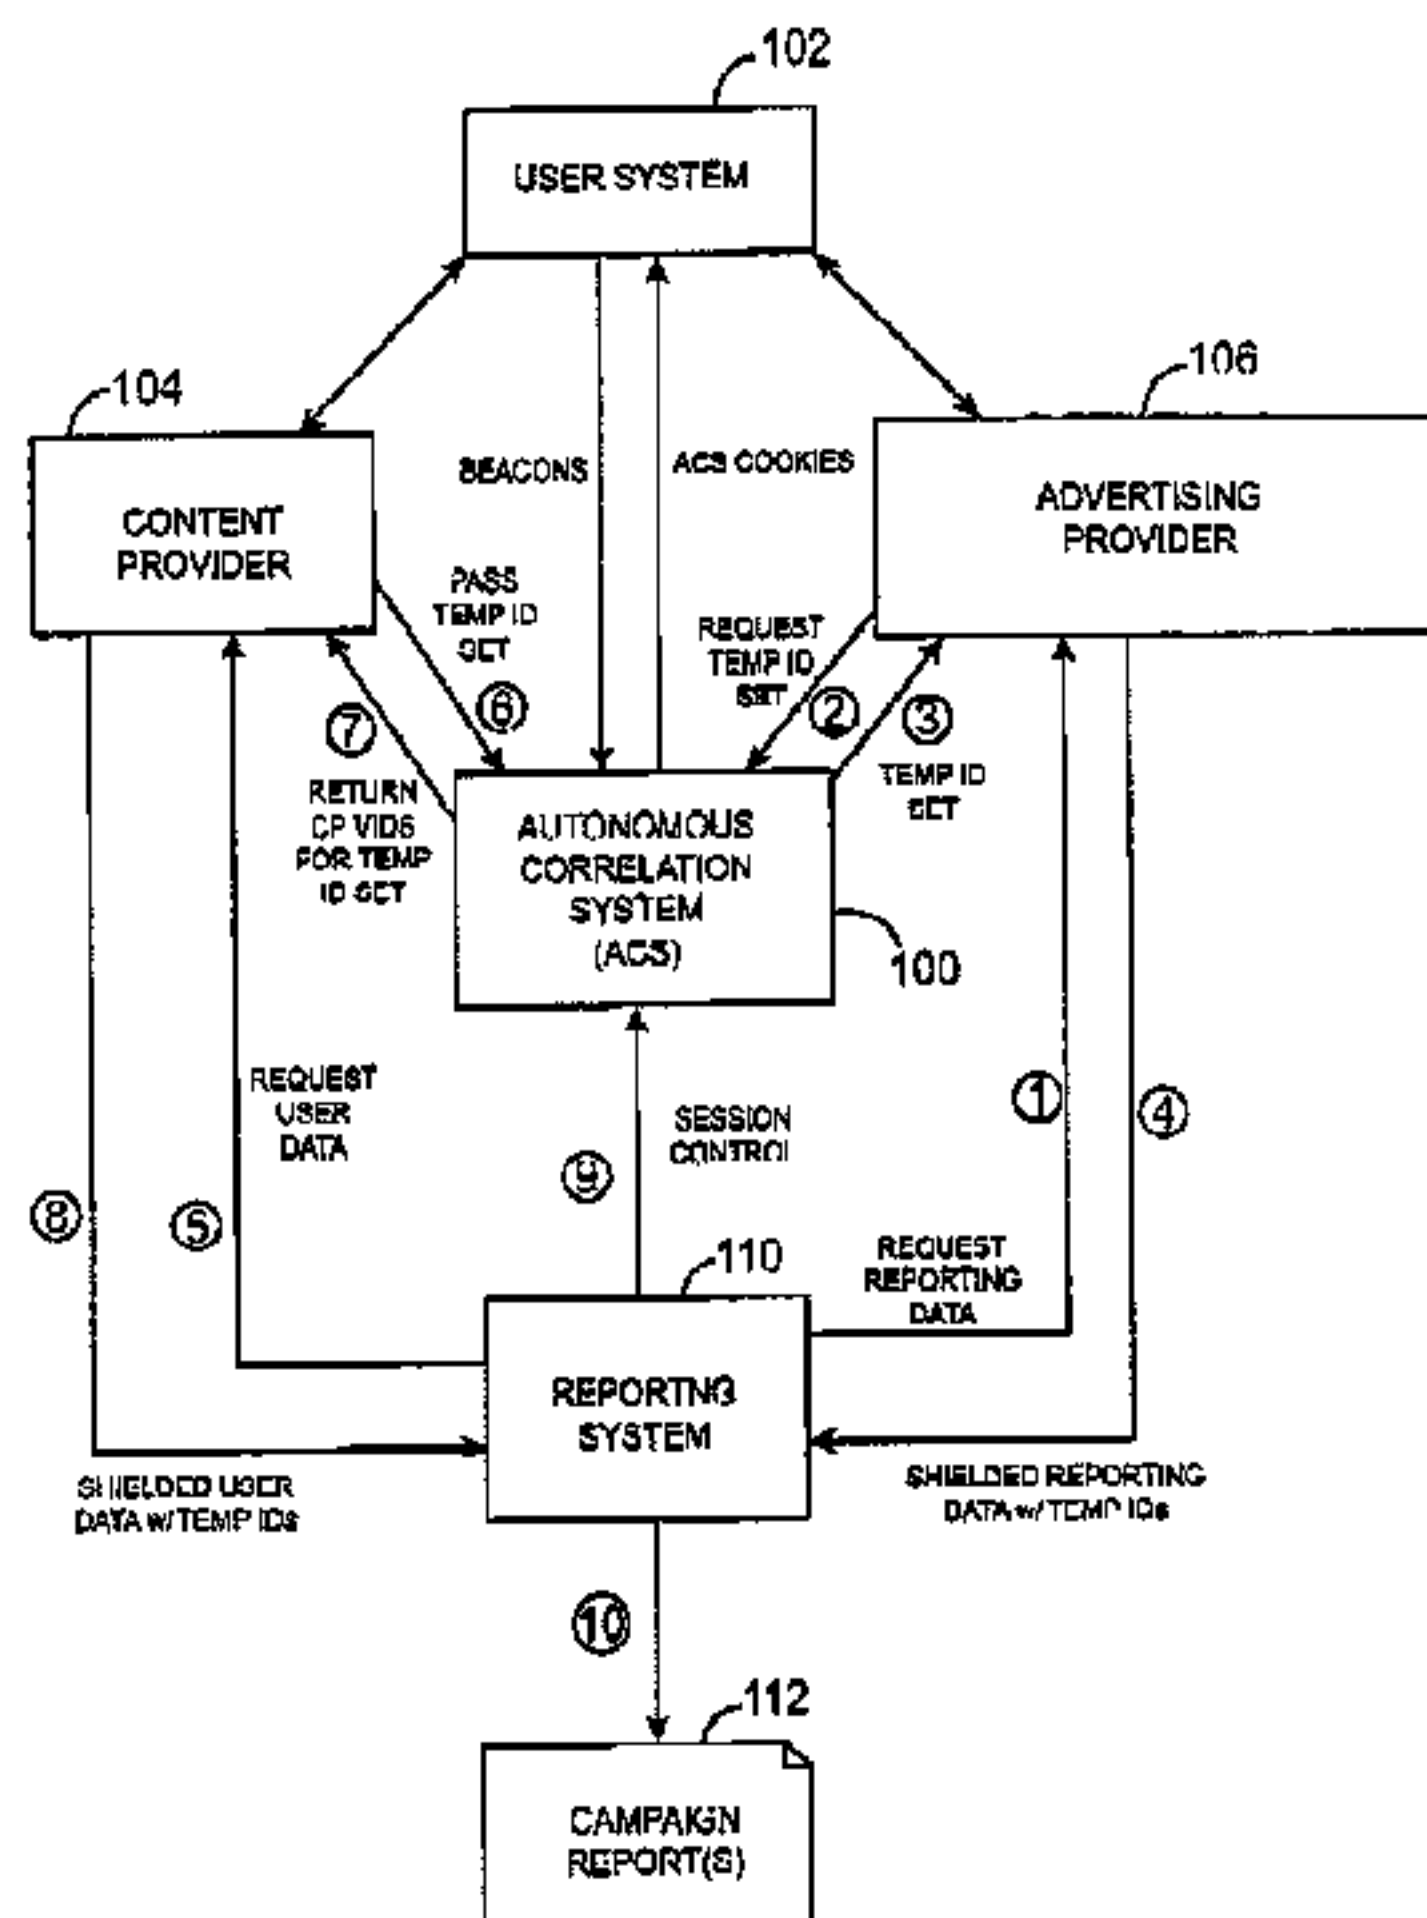 102
USER SYSTEM
104
106
BEACONS
ACS COOKIES
CONTENT
PROVIDER
ADVERTISING
PROVIDER
PASS
TEMP ID
SET
REQUEST
TEMP ID
SET
6
7
2
3
TEMP ID
SET
RETURN
CP VIDS
FOR TEMP
ID SET
AUTONOMOUS
CORRELATION
SYSTEM
(ACS)
100
REQUEST
USER
DATA
SESSION
CONTROL
1
4
8
5
9
110
REQUEST
REPORTING
DATA
REPORTNG
SYSTEM
SHIELDED USER
DATA w/ TEMP IDs
SHIELDED REPORTING
DATA w/ TEMP IDs
10
112
CAMPAIGN
REPORT(S)